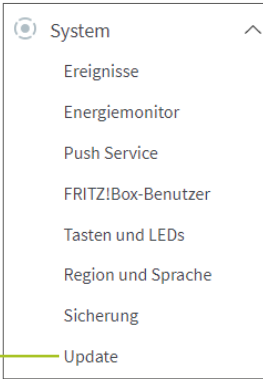 System
Ereignisse
Energiemonitor
Push Service
FRITZ!Box-Benutzer
Tasten und LEDs
Region und Sprache
Sicherung
Update